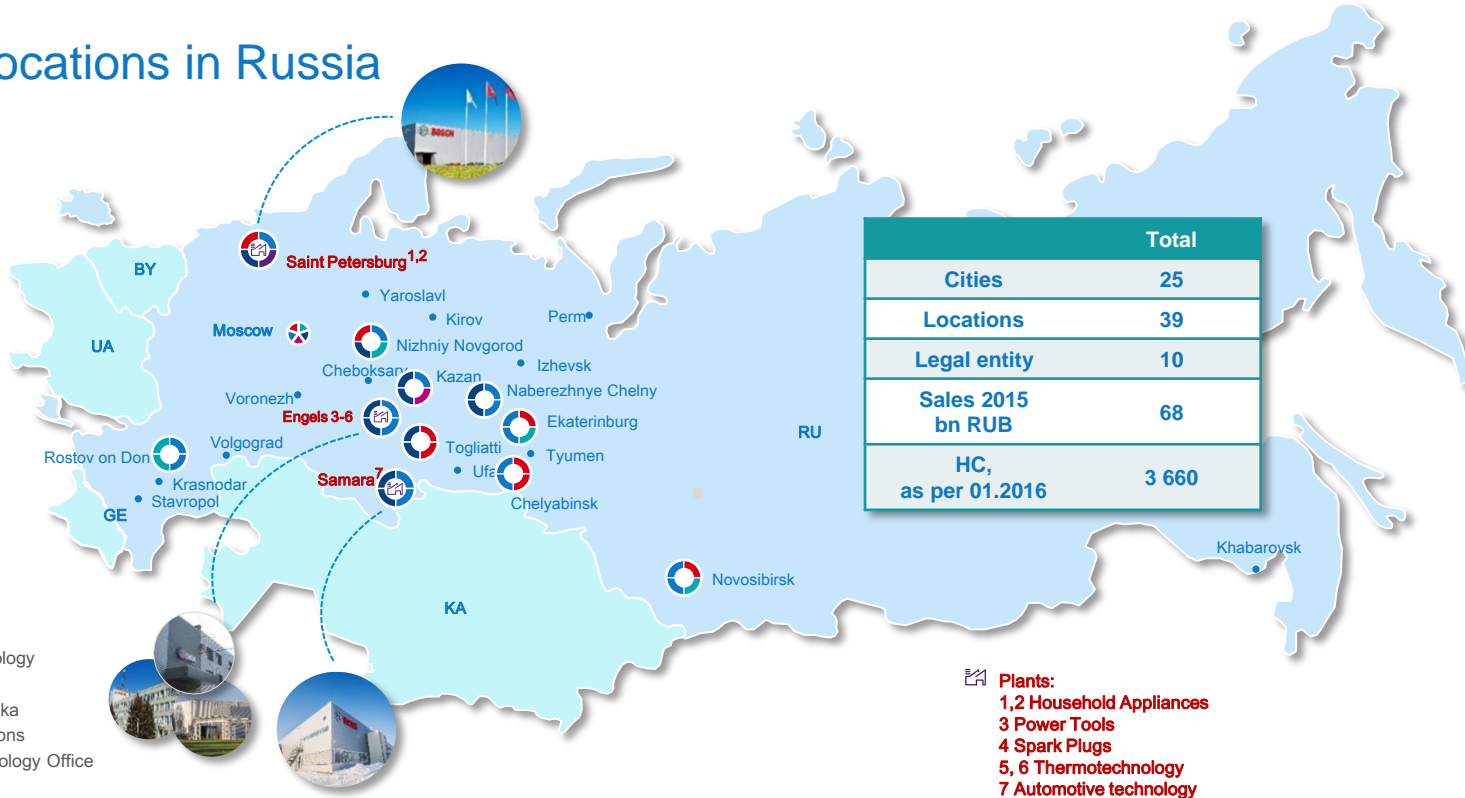 ocations in Russia
BOSCH
BY
UA
GE
KA
RU
Saint Petersburg1,2
Yaroslavl
Kirov
Perm
Moscow
Nizhniy Novgorod
Izhevsk
Cheboksary
Kazan
Naberezhnye Chelny
Voronezh
Engels 3-6
Ekaterinburg
Togliatti
Tyumen
Rostov on Don
Volgograd
Ufa
Krasnodar
Samara7
Chelyabinsk
Stavropol
Novosibirsk
Khabarovsk
Total
Cities 25
Locations 39
Legal entity 10
Sales 2015
bn RUB 68
HC,
as per 01.2016 3 660
ology
ka
ons
ology Office
Plants:
1,2 Household Appliances
3 Power Tools
4 Spark Plugs
5, 6 Thermotechnology
7 Automotive technology